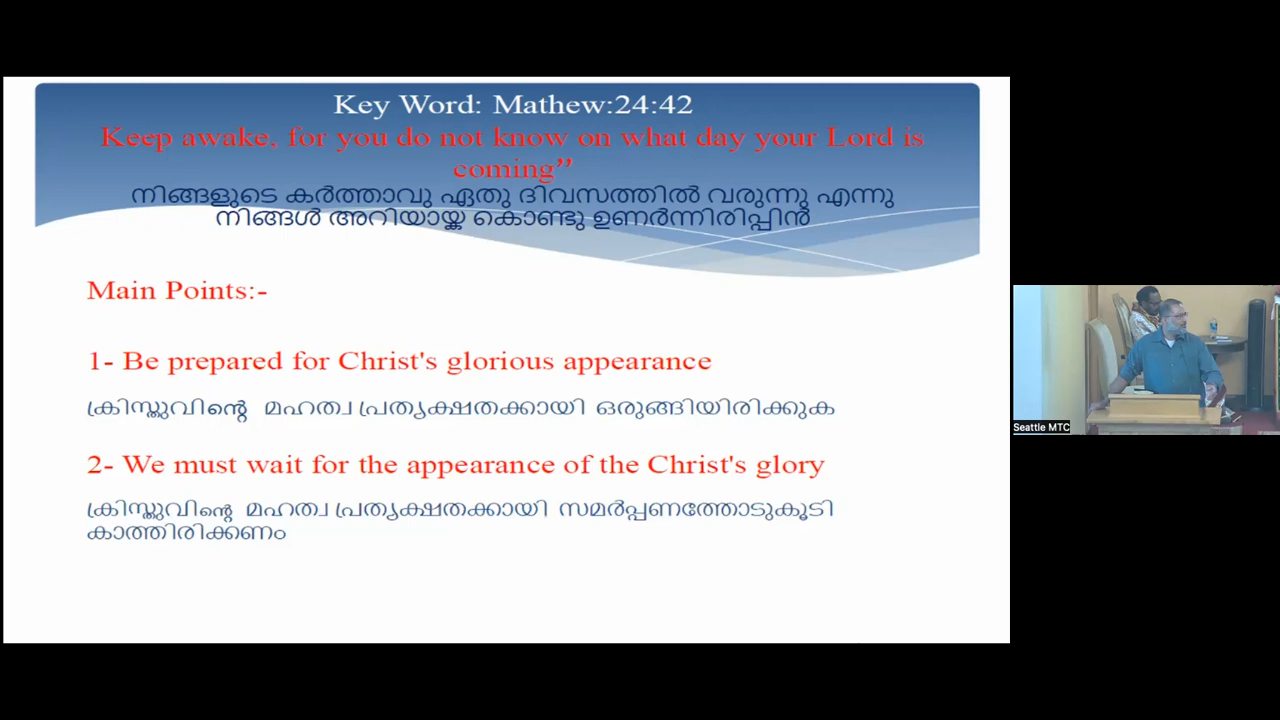 Key Word: Mathew:24:42
Keep awake, for you do not know on what day your Lord is
coming”
നിങ്ങളുടെ കർത്താവു ഏതു ദിവസത്തിൽ വരുന്നു എന്നു
നിങ്ങൾ അറിയായ്ക കൊണ്ടു ഉണർന്നിരിപ്പിൻ
Main Points:-
1- Be prepared for Christ's glorious appearance
ക്രിസ്തുവിന്റെ മഹത്വ പ്രത്യക്ഷതക്കായി ഒരുങ്ങിയിരിക്കുക
2- We must wait for the appearance of the Christ's glory
ക്രിസ്തുവിന്റെ മഹത്വ പ്രത്യക്ഷതക്കായി സമർപ്പണത്തോടുകൂടി
കാത്തിരിക്കണം
Seattle MTC